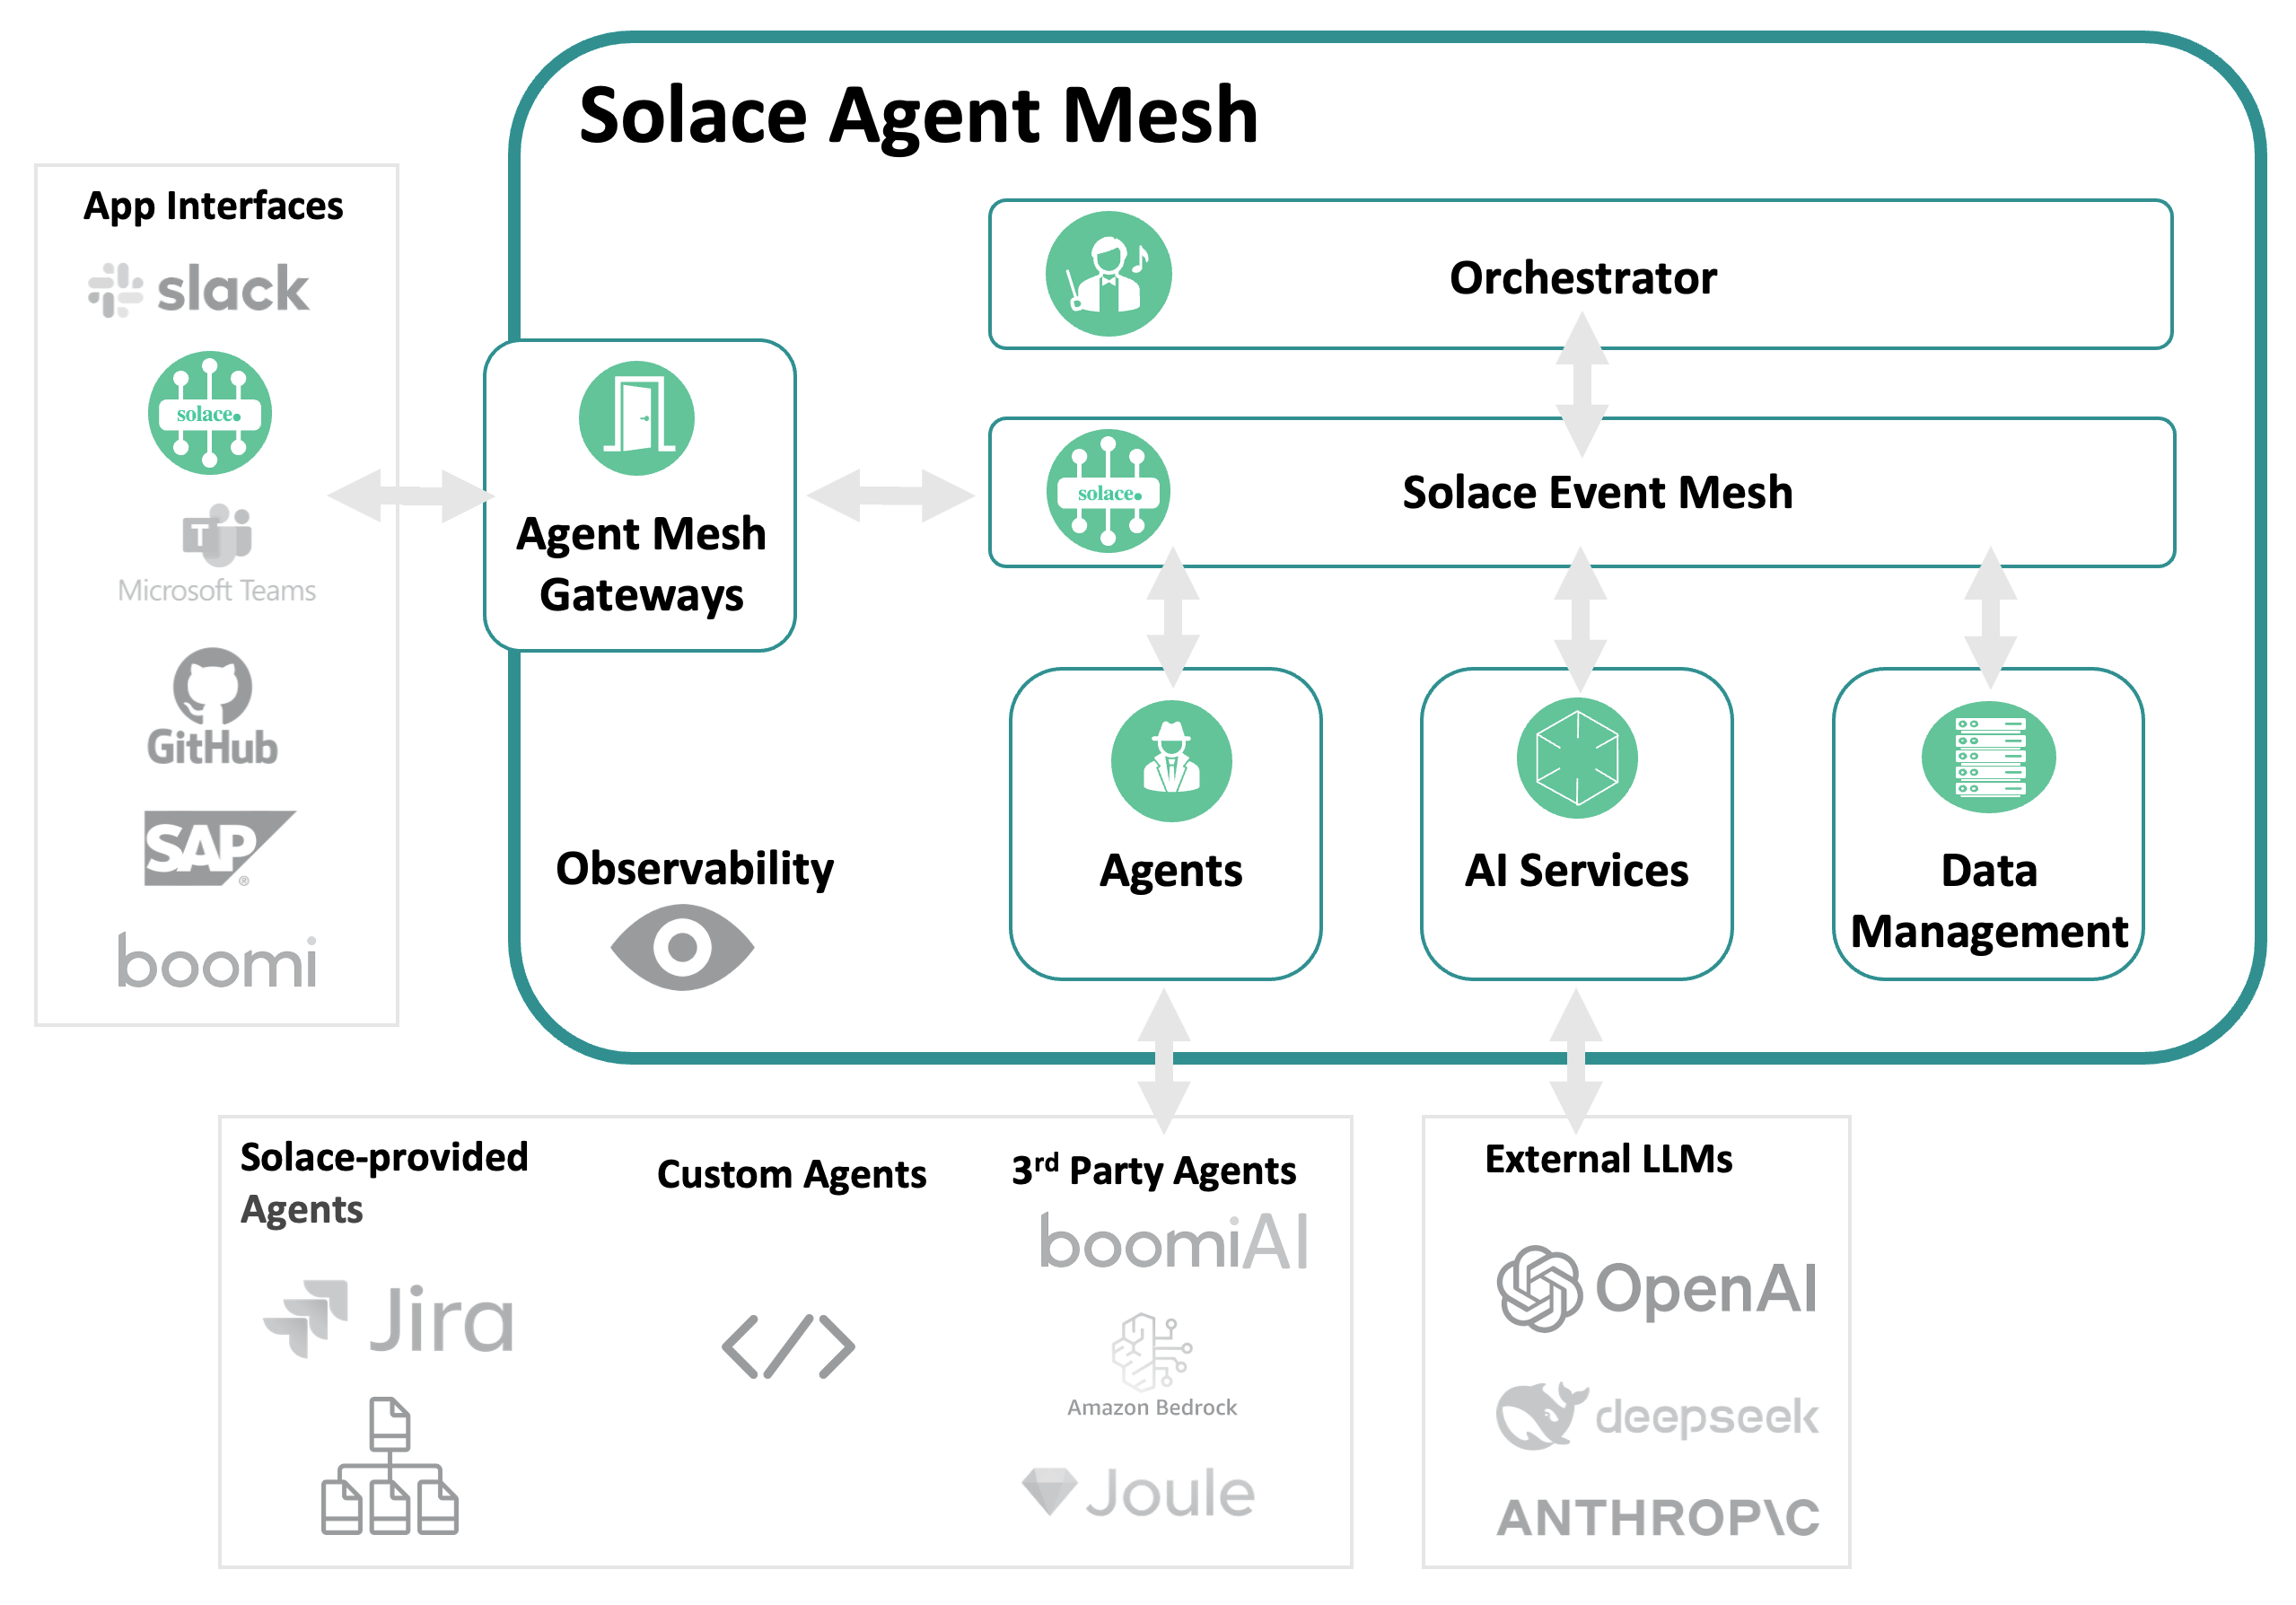 Solace Agent Mesh
App Interfaces
slack
solace.
Microsoft Teams
GitHub
SAP
®
boomi
Agent Mesh
Gateways
Observability
Orchestrator
solace.
Solace Event Mesh
Agents
AI Services
Data
Management
Solace-provided
Agents
Jira
Custom Agents
</>
3rd Party Agents
boomiAI
Amazon Bedrock
Joule
External LLMs
OpenAI
deepseek
ANTHROP\C